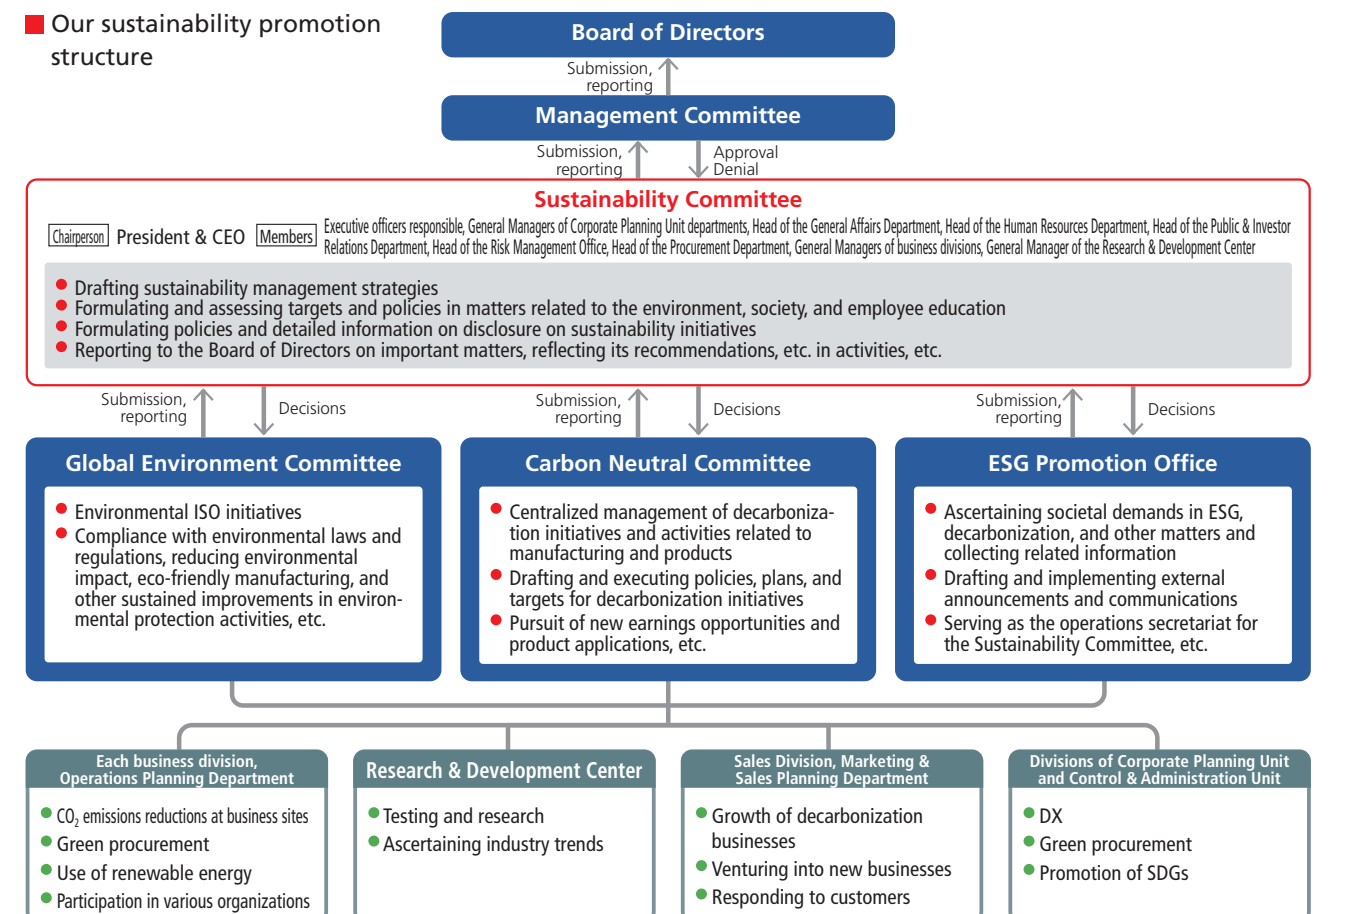 Our sustainability promotion
structure
Board of Directors
Submission,
reporting
Management Committee
Submission,
reporting
Approval
Denial
Sustainability Committee
Chairperson President & CEO Members
Executive officers responsible, General Managers of Corporate Planning Unit departments, Head of the General Affairs Department, Head of the Human Resources Department, Head of the Public & Investor
Relations Department, Head of the Risk Management Office, Head of the Procurement Department, General Managers of business divisions, General Manager of the Research & Development Center
Drafting sustainability management strategies
Formulating and assessing targets and policies in matters related to the environment, society, and employee education
Formulating policies and detailed information on disclosure on sustainability initiatives
Reporting to the Board of Directors on important matters, reflecting its recommendations, etc. in activities, etc.
Submission,
reporting
Decisions
Submission,
reporting
Decisions
Submission,
reporting
Decisions
Global Environment Committee
Environmental ISO initiatives
Compliance with environmental laws and
regulations, reducing environmental
impact, eco-friendly manufacturing, and
other sustained improvements in environ-
mental protection activities, etc.
Carbon Neutral Committee
Centralized management of decarboniza-
tion initiatives and activities related to
manufacturing and products
Drafting and executing policies, plans, and
targets for decarbonization initiatives
Pursuit of new earnings opportunities and
product applications, etc.
ESG Promotion Office
Ascertaining societal demands in ESG,
decarbonization, and other matters and
collecting related information
Drafting and implementing external
announcements and communications
Serving as the operations secretariat for
the Sustainability Committee, etc.
Each business division,
Operations Planning Department
CO₂ emissions reductions at business sites
Green procurement
Use of renewable energy
Participation in various organizations
Research & Development Center
Testing and research
Ascertaining industry trends
Sales Division, Marketing &
Sales Planning Department
Growth of decarbonization
businesses
Venturing into new businesses
Responding to customers
Divisions of Corporate Planning Unit
and Control & Administration Unit
DX
Green procurement
Promotion of SDGs